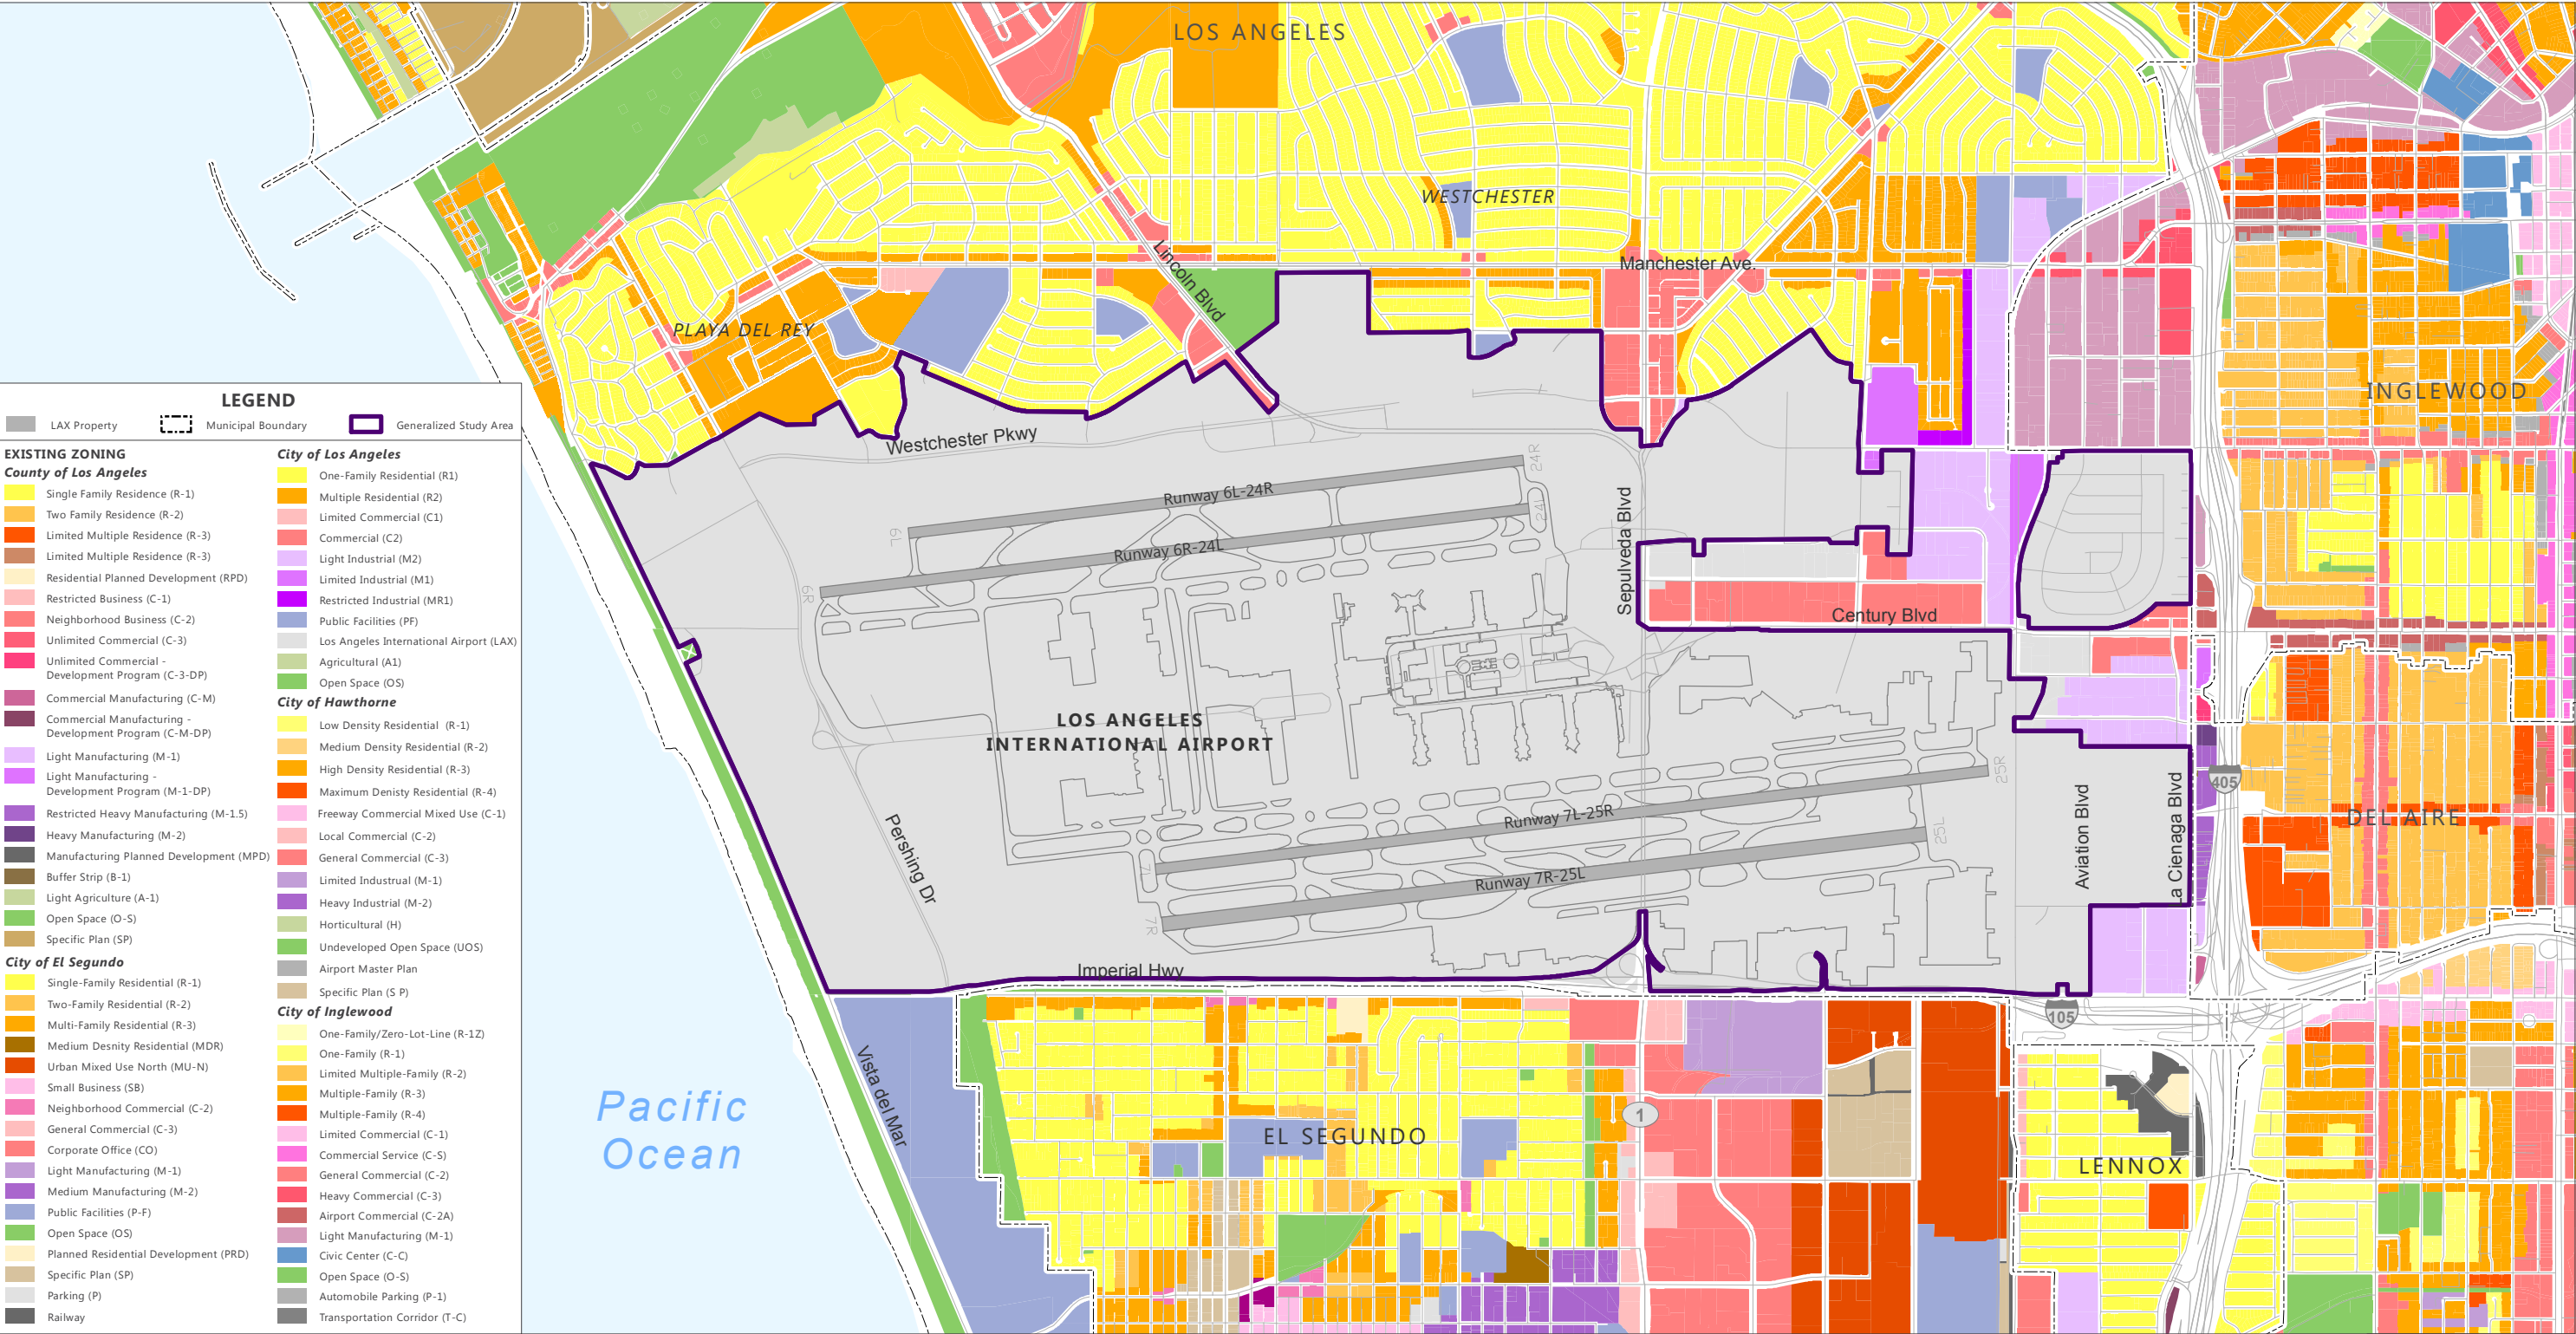 LOS ANGELES
WESTCHESTER
Manchester Ave.
Lincoln Blvd
PLAYA DEL REY
INGLEWOOD
Westchester Pkwy
Sepulveda Blvd
24R
Runway 6L-24R
24L
6L
Runway 6R-24L
6R
Century Blvd
LOS ANGELES
INTERNATIONAL AIRPORT
25R
405
Runway 7L-25R
DEL AIRE
Aviation Blvd
La Cienaga Blvd
25L
Pershing Dr
7L
Runway 7R-25L
7R
Imperial Hwy
105
Vista del Mar
Pacific
Ocean
1
EL SEGUNDO
LENNOX
LEGEND
LAX Property
Municipal Boundary
Generalized Study Area
EXISTING ZONING
County of Los Angeles
Single Family Residence (R-1)
Two Family Residence (R-2)
Limited Multiple Residence (R-3)
Limited Multiple Residence (R-3)
Residential Planned Development (RPD)
Restricted Business (C-1)
Neighborhood Business (C-2)
Unlimited Commercial (C-3)
Unlimited Commercial -
Development Program (C-3-DP)
Commercial Manufacturing (C-M)
Commercial Manufacturing -
Development Program (C-M-DP)
Light Manufacturing (M-1)
Light Manufacturing -
Development Program (M-1-DP)
Restricted Heavy Manufacturing (M-1.5)
Heavy Manufacturing (M-2)
Manufacturing Planned Development (MPD)
Buffer Strip (B-1)
Light Agriculture (A-1)
Open Space (O-S)
Specific Plan (SP)
City of El Segundo
Single-Family Residential (R-1)
Two-Family Residential (R-2)
Multi-Family Residential (R-3)
Medium Desnity Residential (MDR)
Urban Mixed Use North (MU-N)
Small Business (SB)
Neighborhood Commercial (C-2)
General Commercial (C-3)
Corporate Office (CO)
Light Manufacturing (M-1)
Medium Manufacturing (M-2)
Public Facilities (P-F)
Open Space (OS)
Planned Residential Development (PRD)
Specific Plan (SP)
Parking (P)
Railway
City of Los Angeles
One-Family Residential (R1)
Multiple Residential (R2)
Limited Commercial (C1)
Commercial (C2)
Light Industrial (M2)
Limited Industrial (M1)
Restricted Industrial (MR1)
Public Facilities (PF)
Los Angeles International Airport (LAX)
Agricultural (A1)
Open Space (OS)
City of Hawthorne
Low Density Residential (R-1)
Medium Density Residential (R-2)
High Density Residential (R-3)
Maximum Denisty Residential (R-4)
Freeway Commercial Mixed Use (C-1)
Local Commercial (C-2)
General Commercial (C-3)
Limited Industrual (M-1)
Heavy Industrial (M-2)
Horticultural (H)
Undeveloped Open Space (UOS)
Airport Master Plan
Specific Plan (S P)
City of Inglewood
One-Family/Zero-Lot-Line (R-1Z)
One-Family (R-1)
Limited Multiple-Family (R-2)
Multiple-Family (R-3)
Multiple-Family (R-4)
Limited Commercial (C-1)
Commercial Service (C-S)
General Commercial (C-2)
Heavy Commercial (C-3)
Airport Commercial (C-2A)
Light Manufacturing (M-1)
Civic Center (C-C)
Open Space (O-S)
Automobile Parking (P-1)
Transportation Corridor (T-C)